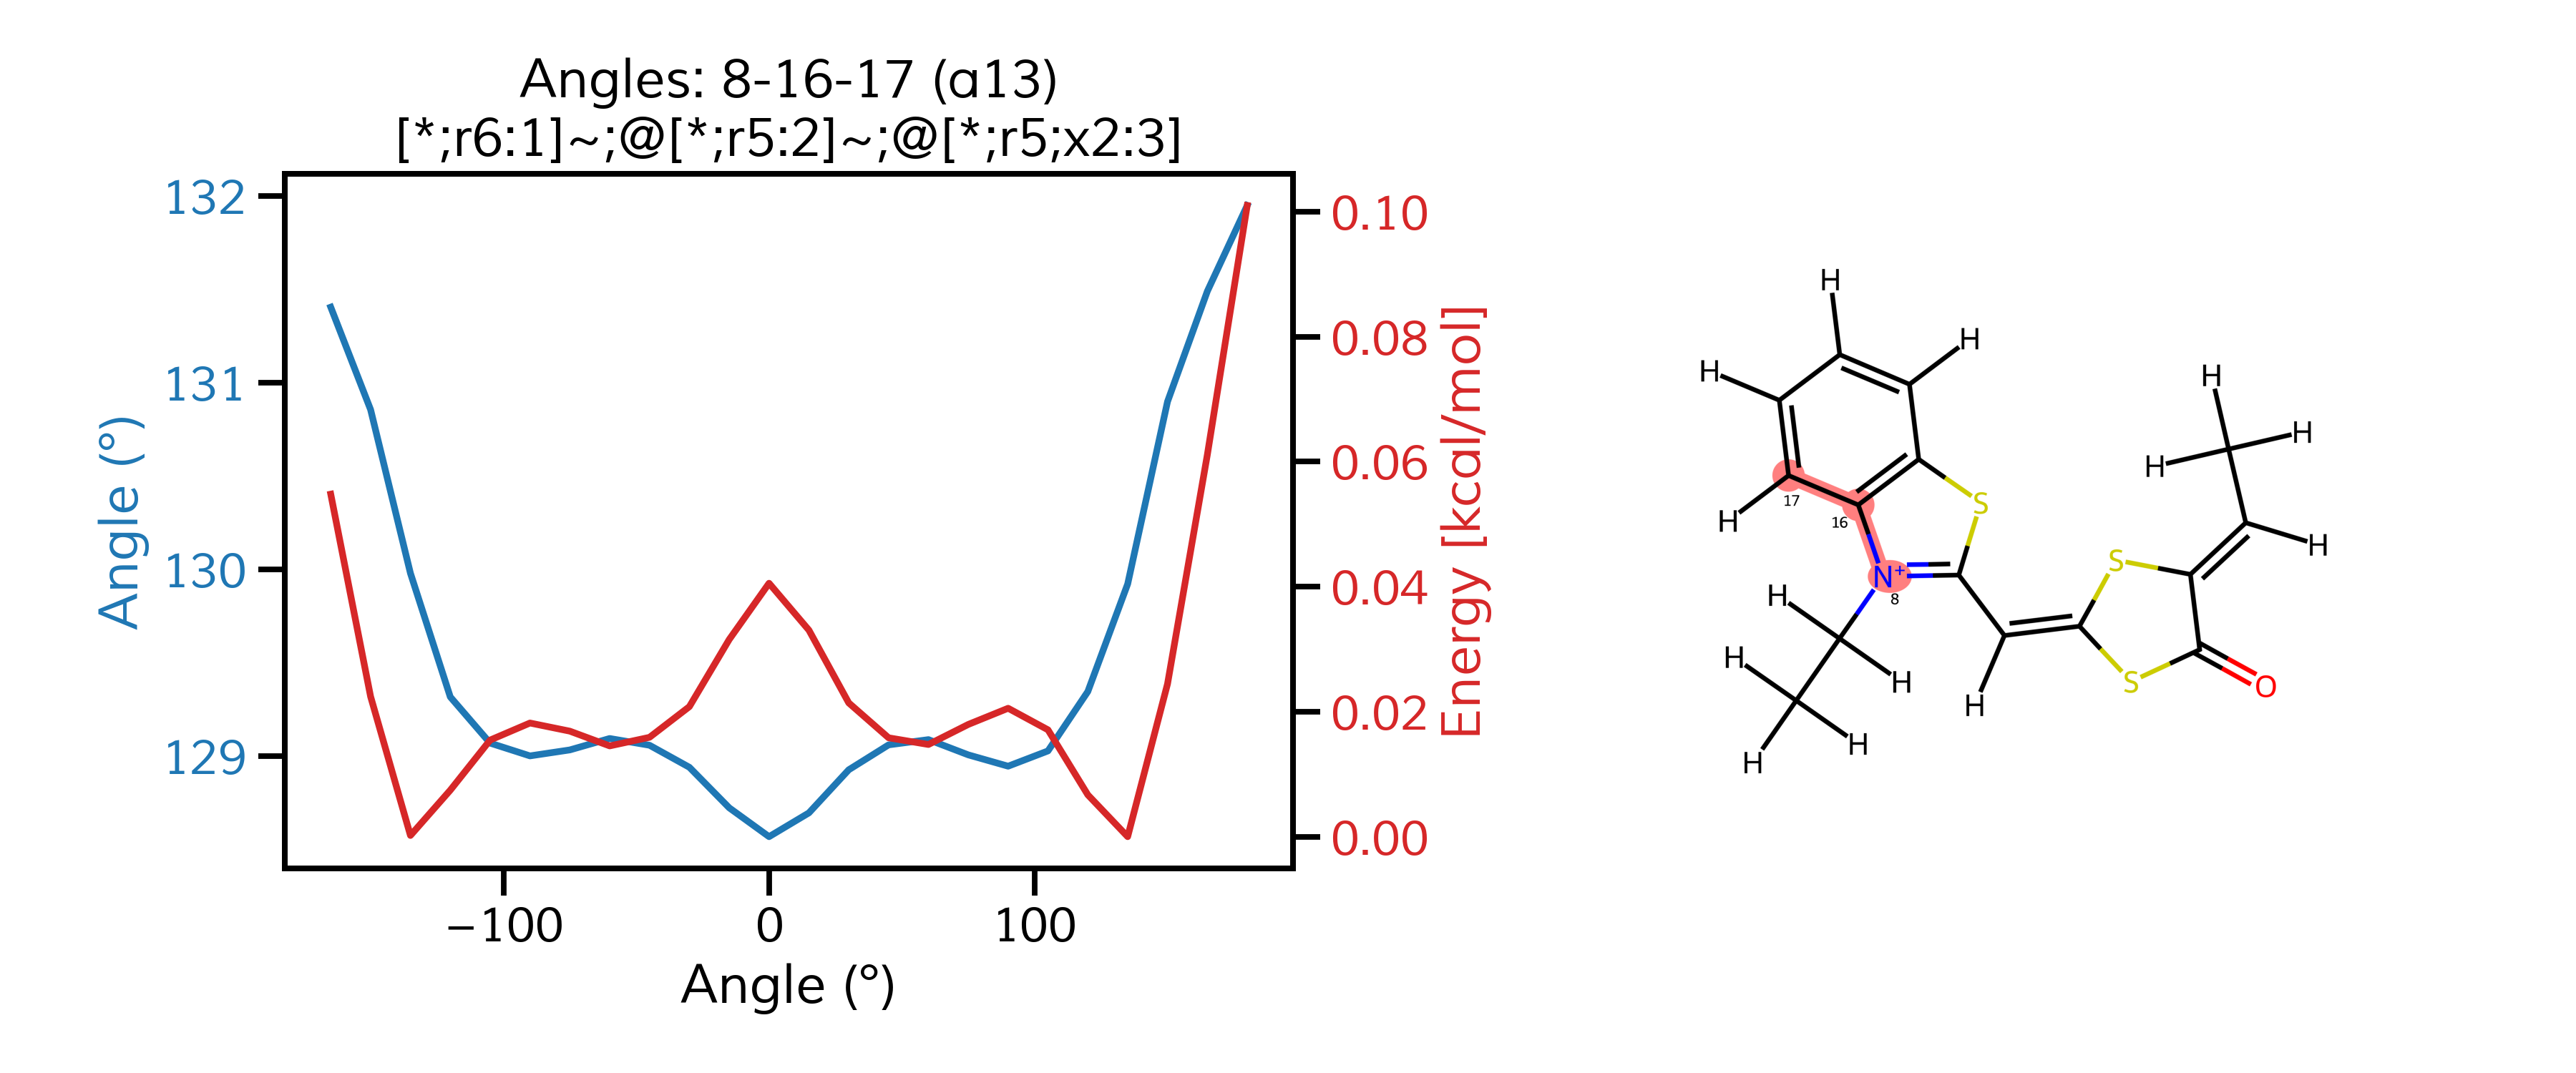 Angles: 8-16-17 (a13)
[*;r6:1]~;@[*;r5:2]~;@[*;r5;x2:3]
132
131
130
129
Angle (°)
0.10
0.08
0.06
0.04
0.02
0.00
Energy [kcal/mol]
−100
0
100
Angle (°)
H
H
H
H
H
H
H
17
S
16
H
S
N+
8
H
H
H
S
O
H
H
H
H